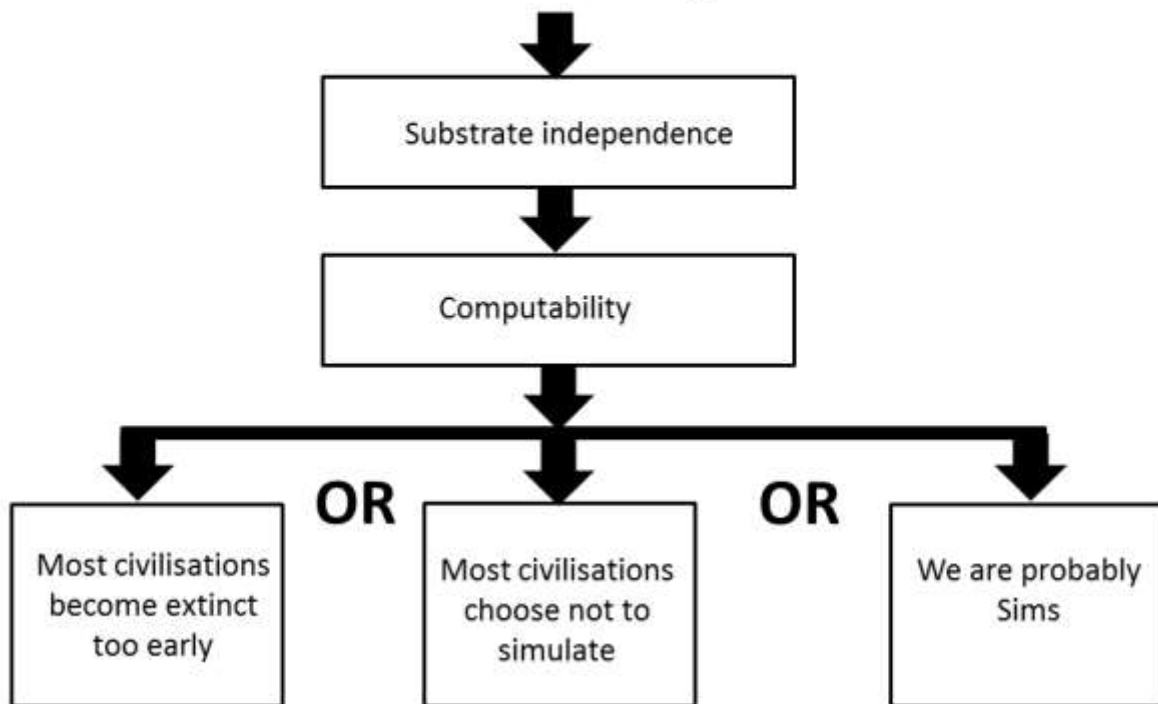 Substrate independence
Computability
OR
OR
Most civilisations
become extinct
too early
Most civilisations
choose not to
simulate
We are probably
Sims